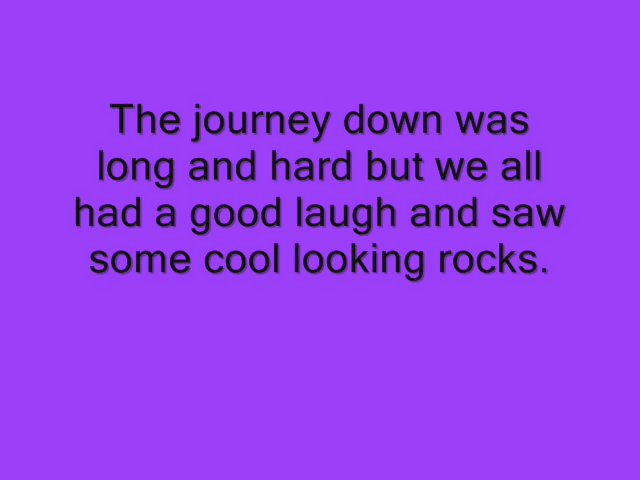 The journey down was
long and hard but we all
had a good laugh and saw
some cool looking rocks.